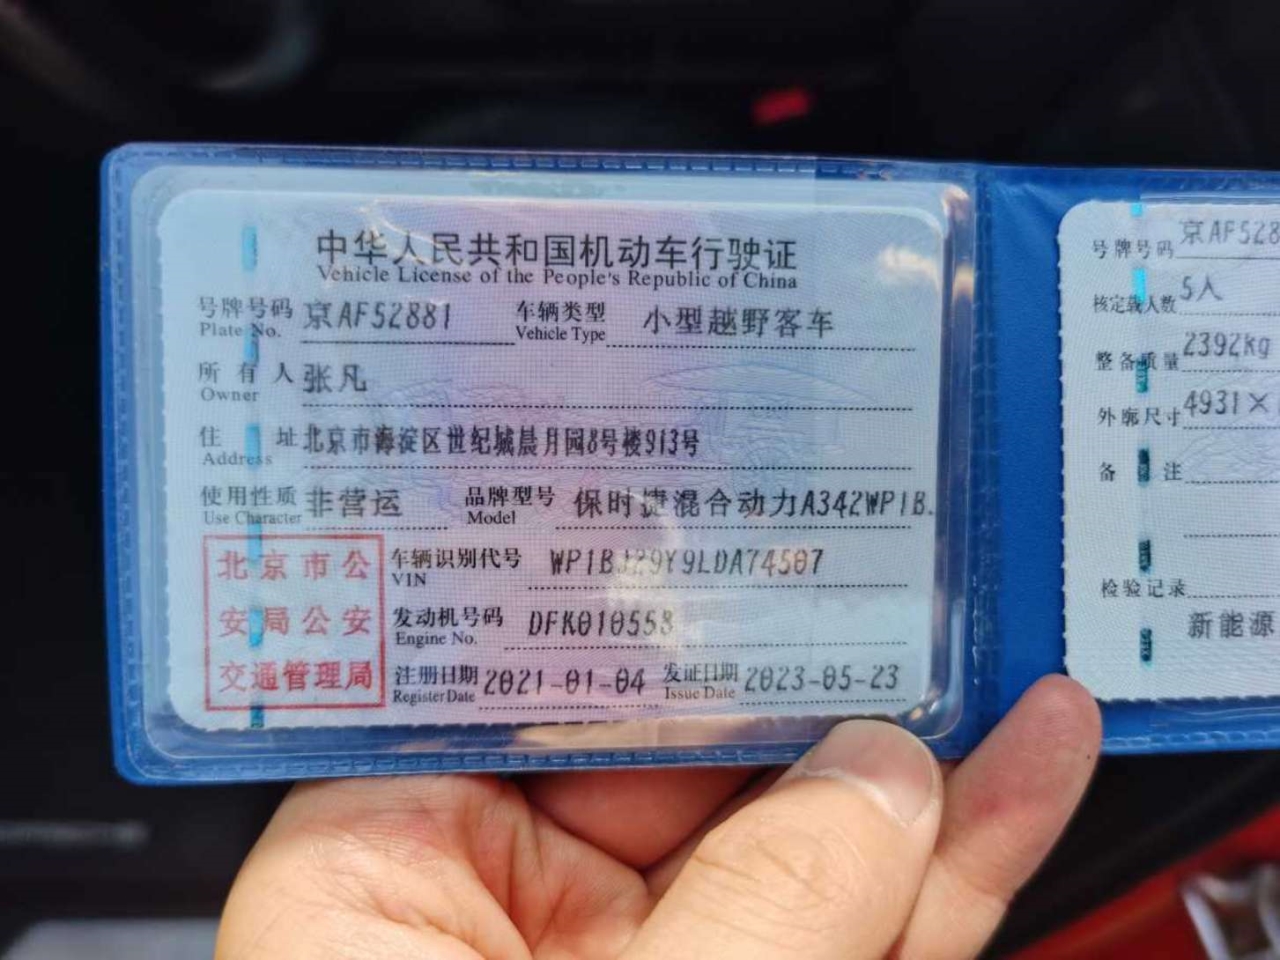 中华人民共和国机动车行驶证
Vehicle License of the People's Republic of China
号牌号码 京AF52881 车辆类型 小型越野客车
Plate No. Vehicle Type
所有人 张凡
Owner
住址 北京市海淀区世纪城晨月园8号楼913号
Address
使用性质 非营运 品牌型号 保时捷混合动力A342WP1B
Use Character Model
北京市公
安局公安
交通管理局
车辆识别代号 WP1BJ29Y9LDA74507
VIN
发动机号码 DFK010558
Engine No.
注册日期 2021-01-04 发证日期 2023-05-23
Register Date Issue Date
号牌号码 京AF528
核定载人数 5人
整备质量 2392kg
外廓尺寸 4931×
备注
检验记录
新能源